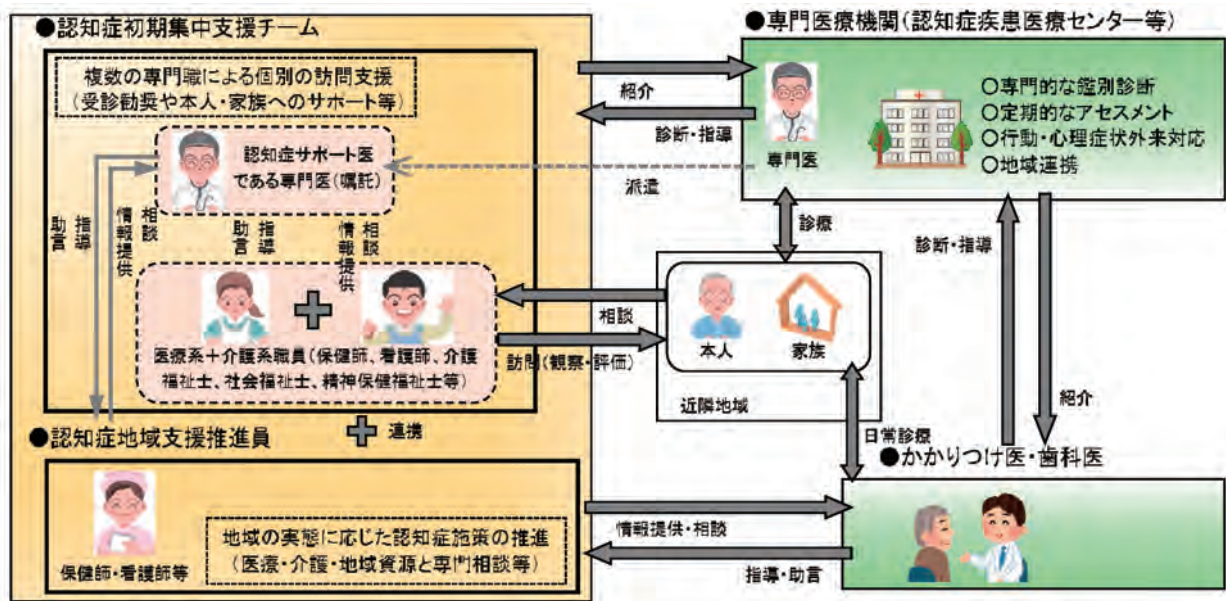 ●認知症初期集中支援チーム
複数の専門職による個別の訪問支援
(受診勧奨や本人・家族へのサポート等)
認知症サポート医
である専門医(嘱託)
指導
助言
相談
情報提供
指導
助言
相談
情報提供
医療系+介護系職員(保健師、看護師、介護
福祉士、社会福祉士、精神保健福祉士等)
連携
●認知症地域支援推進員
保健師・看護師等
地域の実態に応じた認知症施策の推進
(医療・介護・地域資源と専門相談等)
紹介
診断・指導
派遣
相談
訪問(観察・評価)
●専門医療機関(認知症疾患医療センター等)
専門医
○専門的な鑑別診断
○定期的なアセスメント
○行動・心理症状外来対応
○地域連携
診療
本人
家族
近隣地域
診断・指導
紹介
日常診療
●かかりつけ医・歯科医
情報提供・相談
指導・助言